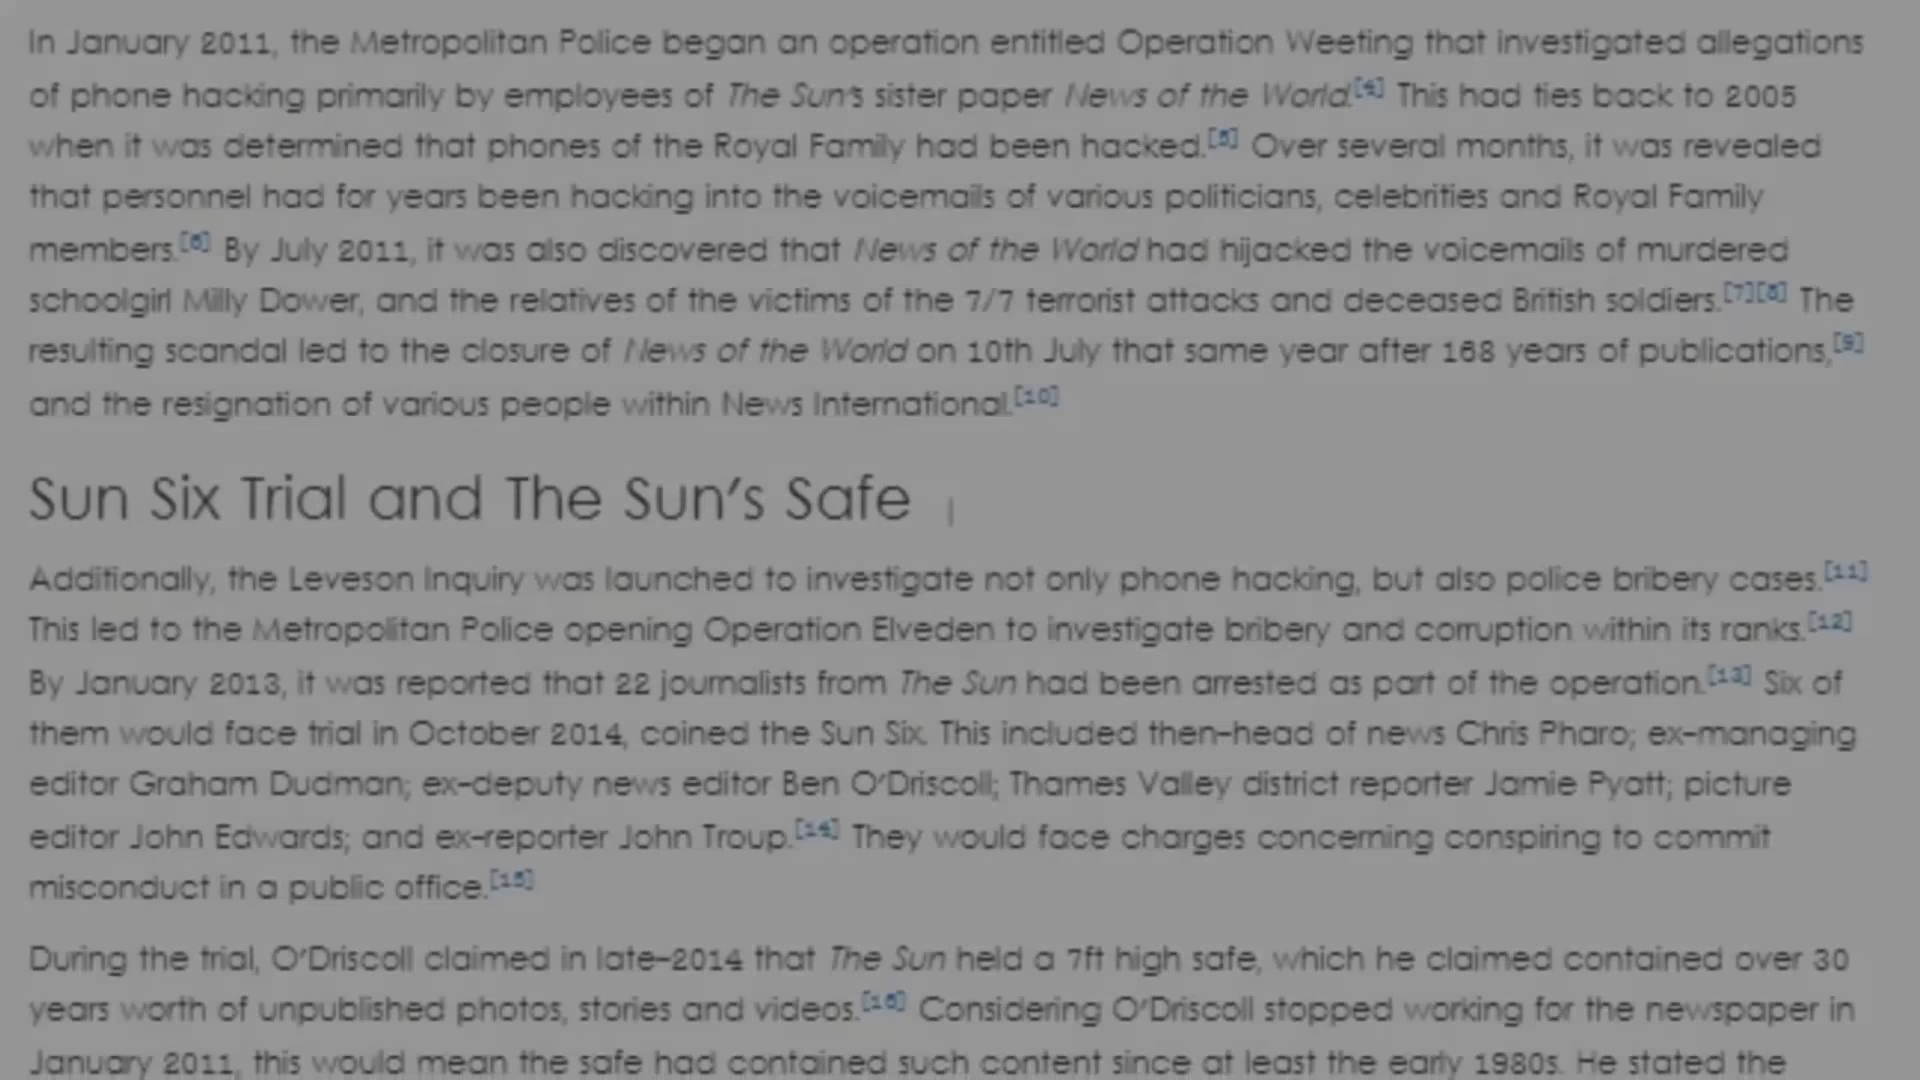 In January 2011, the Metropolitan Police began an operation entitled Operation Weeting that investigated allegations
of phone hacking primarily by employees of The Sun's sister paper News of the World.[4] This had ties back to 2005
when it was determined that phones of the Royal Family had been hacked.[5] Over several months, it was revealed
that personnel had for years been hacking into the voicemails of various politicians, celebrities and Royal Family
members.[6] By July 2011, it was also discovered that News of the World had hijacked the voicemails of murdered
schoolgirl Milly Dower, and the relatives of the victims of the 7/7 terrorist attacks and deceased British soldiers.[7][8] The
resulting scandal led to the closure of News of the World on 10th July that same year after 168 years of publications,[9]
and the resignation of various people within News International.[10]
Sun Six Trial and The Sun's Safe
Additionally, the Leveson Inquiry was launched to investigate not only phone hacking, but also police bribery cases.[11]
This led to the Metropolitan Police opening Operation Elveden to investigate bribery and corruption within its ranks.[12]
By January 2013, it was reported that 22 journalists from The Sun had been arrested as part of the operation.[13] Six of
them would face trial in October 2014, coined the Sun Six. This included then-head of news Chris Pharo; ex-managing
editor Graham Dudman; ex-deputy news editor Ben O'Driscoll; Thames Valley district reporter Jamie Pyatt; picture
editor John Edwards; and ex-reporter John Troup.[14] They would face charges concerning conspiring to commit
misconduct in a public office.[15]
During the trial, O'Driscoll claimed in late-2014 that The Sun held a 7ft high safe, which he claimed contained over 30
years worth of unpublished photos, stories and videos.[16] Considering O'Driscoll stopped working for the newspaper in
January 2011, this would mean the safe had contained such content since at least the early 1980s. He stated the